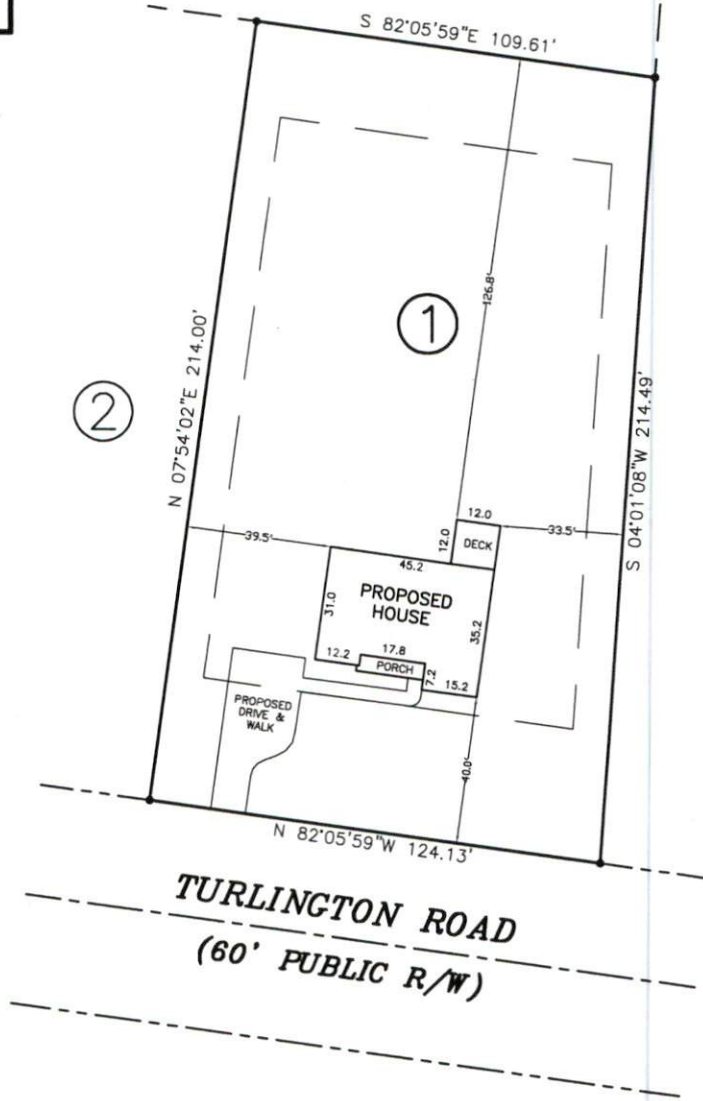 S 82°05'59"E 109.61'
126.8'
1
N 07°54'02"E 214.00'
2
S 04°01'08"W 214.49'
12.0
12.0
DECK
39.5'
33.5'
45.2
PROPOSED
HOUSE
31.0
35.2
17.8
12.2
PORCH
7.2
15.2
PROPOSED
DRIVE &
WALK
40.0'
N 82°05'59"W 124.13'
TURLINGTON ROAD
(60' PUBLIC R/W)